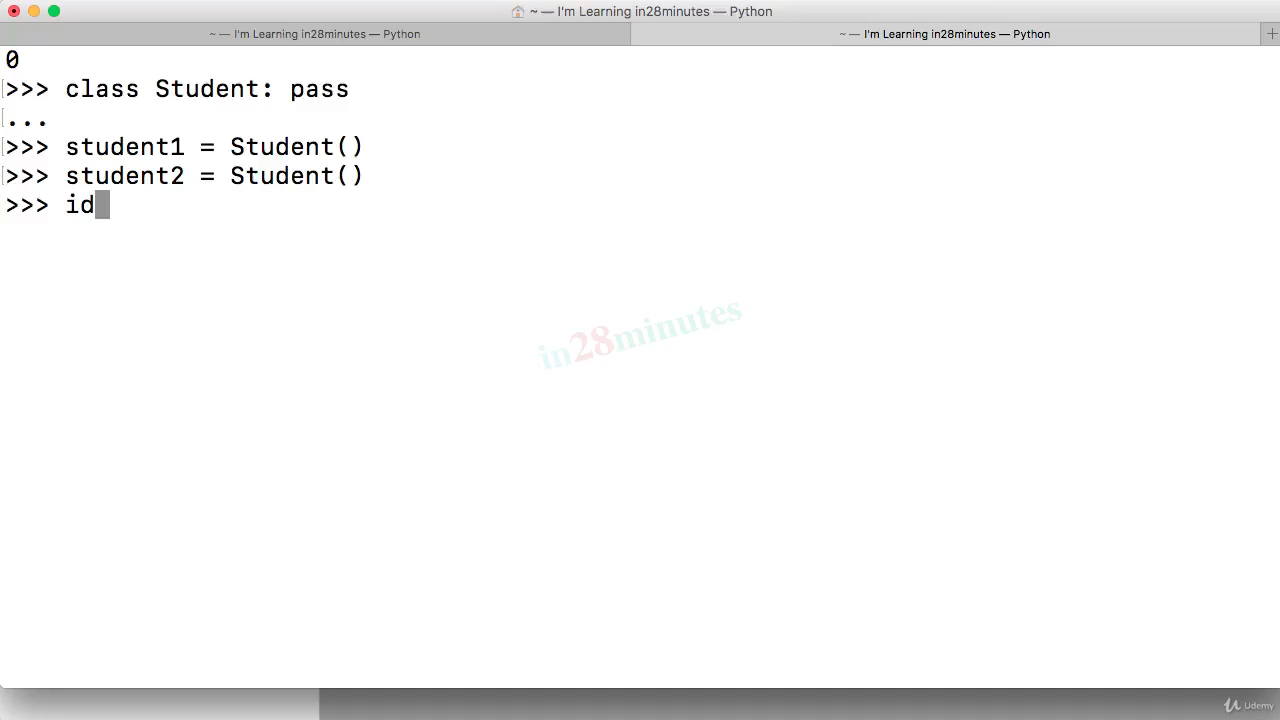 ~ — I'm Learning in28minutes — Python
~ — I'm Learning in28minutes — Python
~ — I'm Learning in28minutes — Python
0
>>> class Student: pass
...
>>> student1 = Student()
>>> student2 = Student()
>>> id
in28minutes
Udemy